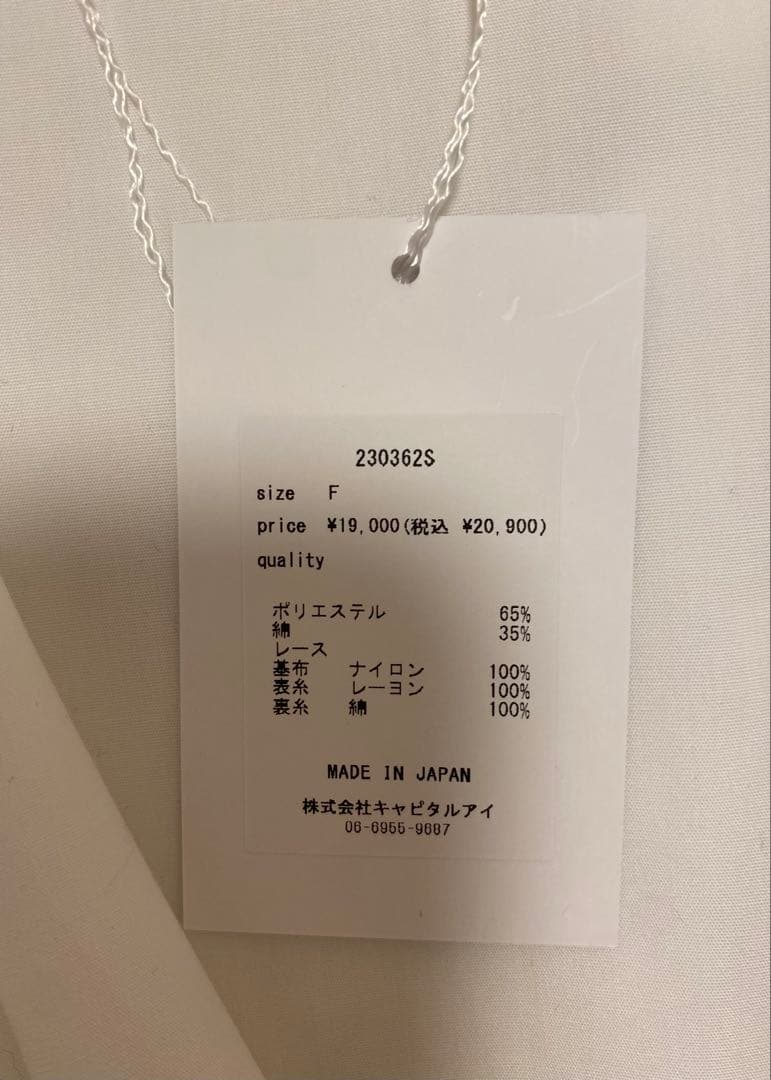 230362S
size F
price ¥19,000(税込 ¥20,900)
quality
ポリエステル 65%
綿 35%
レース
基布 ナイロン 100%
表糸 レーヨン 100%
裏糸 綿 100%
MADE IN JAPAN
株式会社キャピタルアイ
06-6955-9687